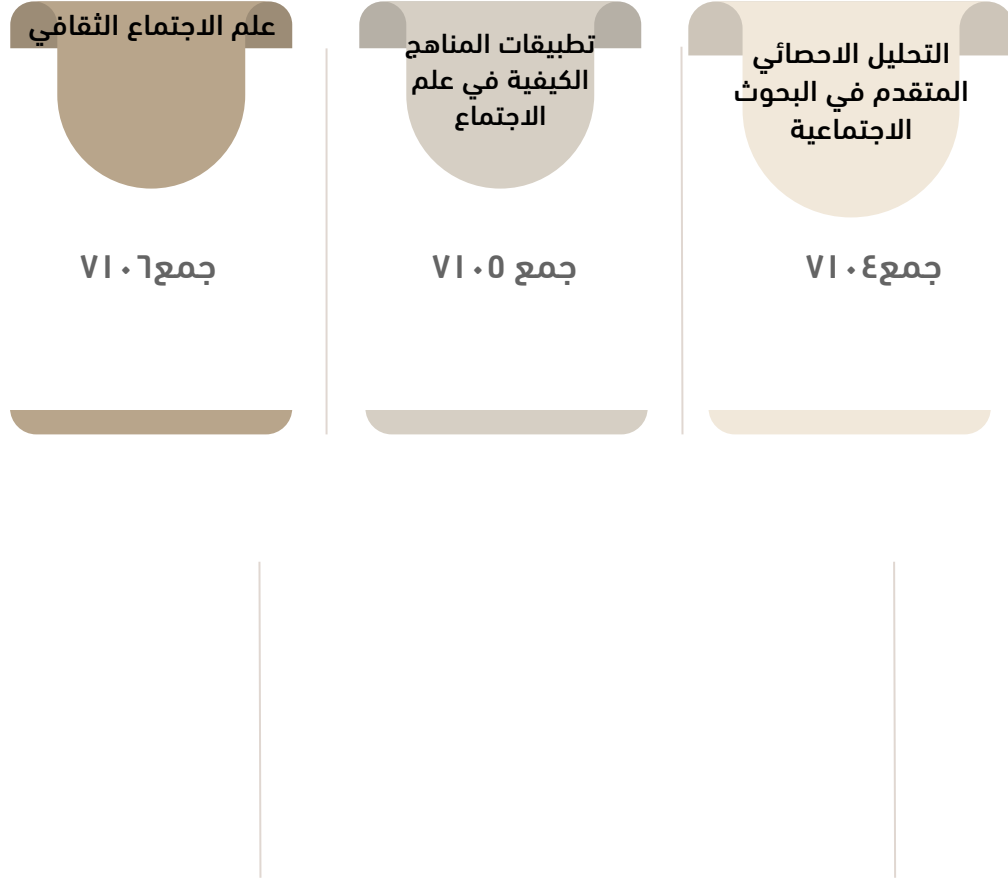 التحليل الاحصائي
المتقدم في البحوث
الاجتماعية
جمع٧١٠٤
تطبيقات المناهج
الكيفية في علم
الاجتماع
جمع ٧١٠٥
علم الاجتماع الثقافي
جمع٧١٠٦